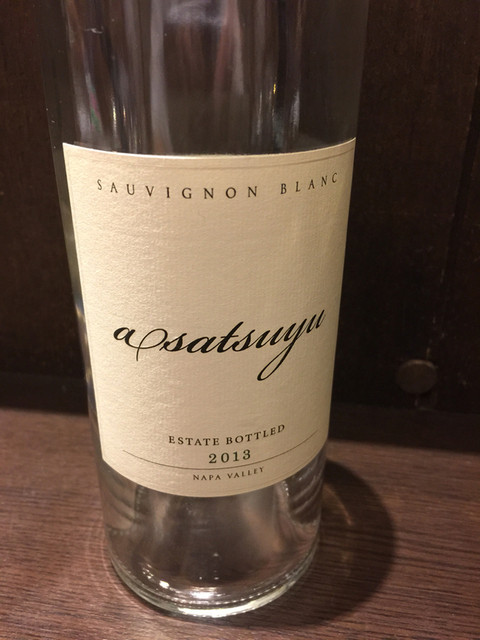 SAUVIGNON BLANC
asatsuyu
ESTATE BOTTLED
2013
NAPA VALLEY